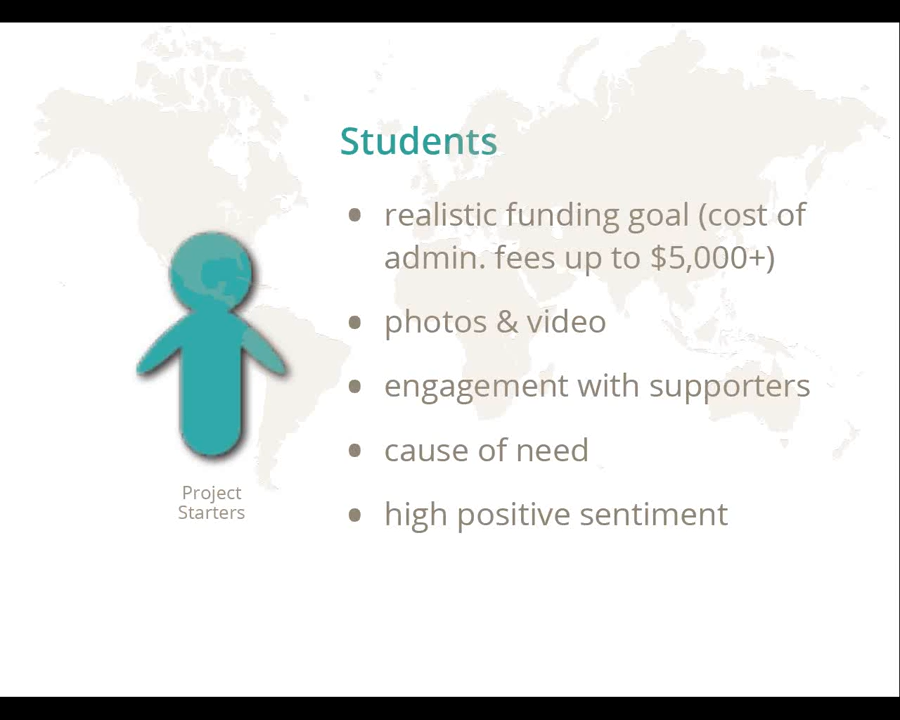 Students
• realistic funding goal (cost of
admin. fees up to $5,000+)
• photos & video
• engagement with supporters
• cause of need
• high positive sentiment
Project
Starters